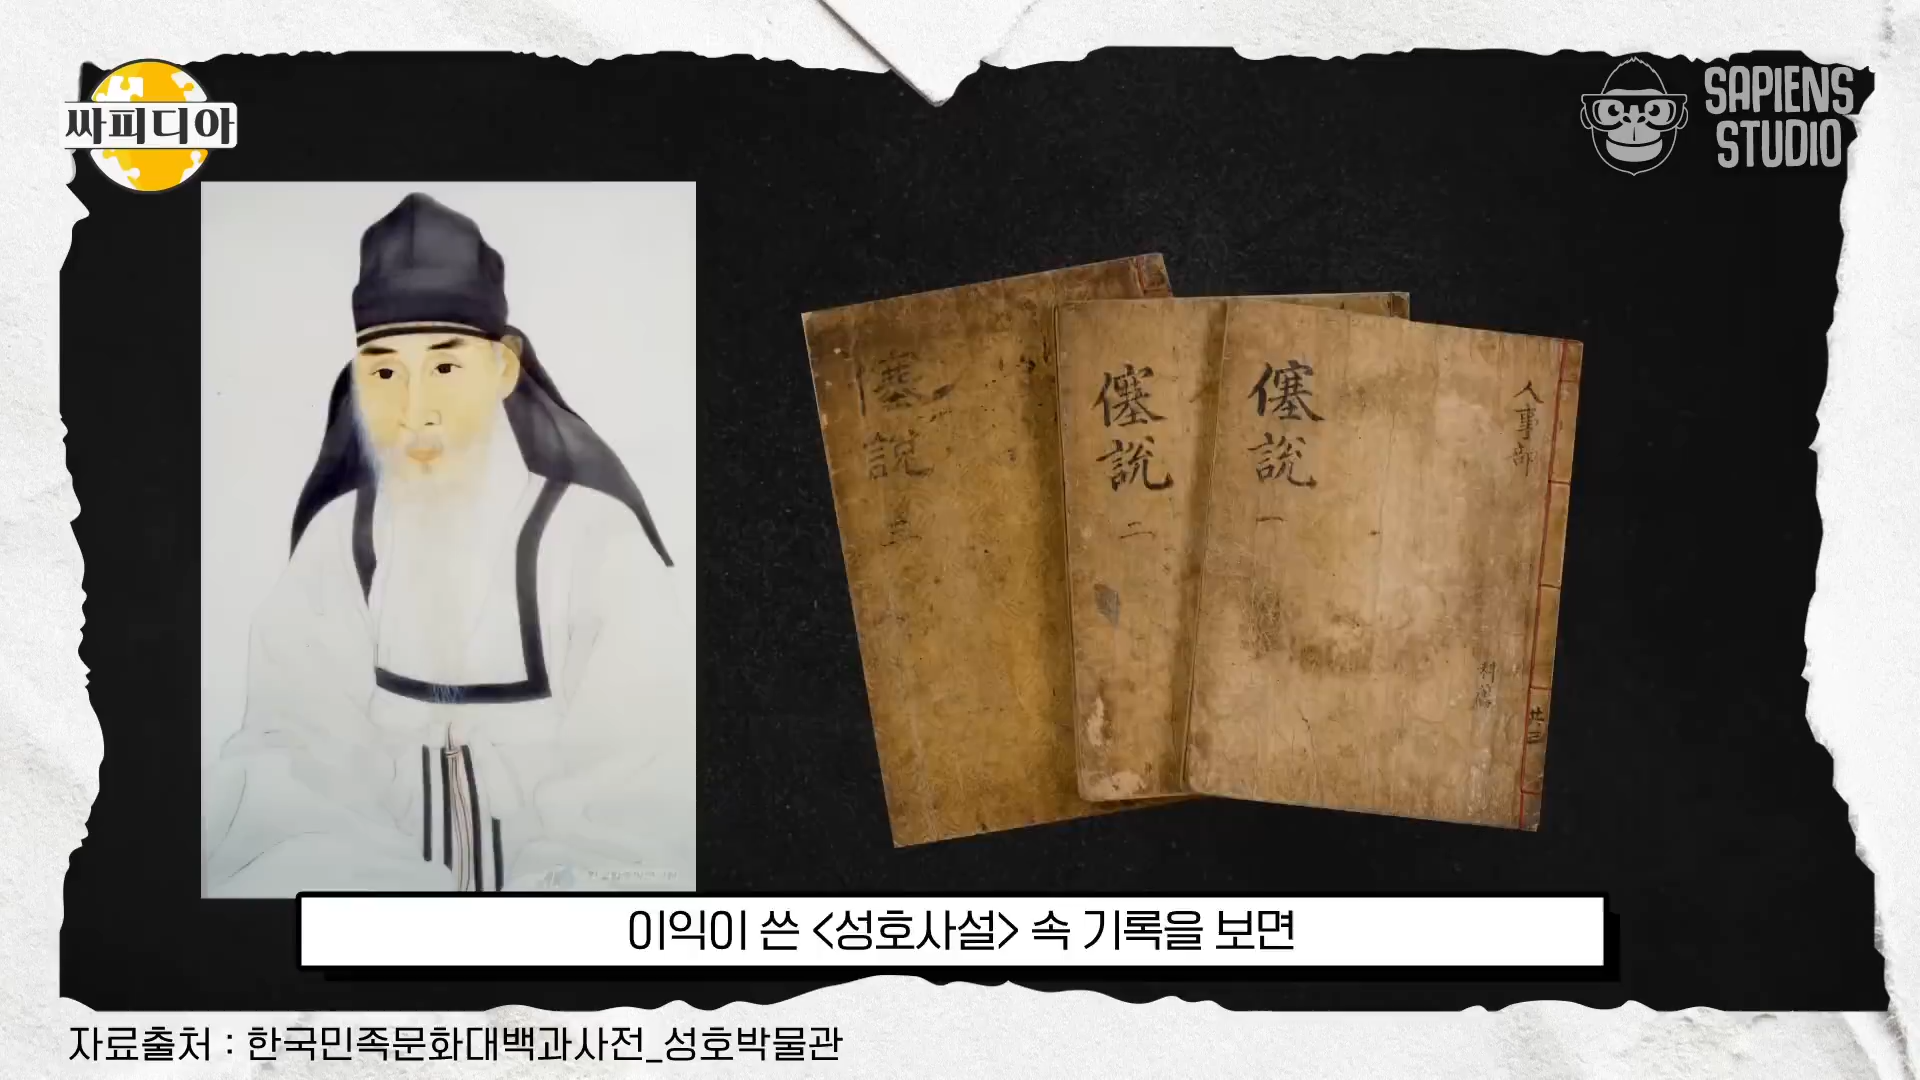 싸피디아
SAPIENS
STUDIO
僿說
三
僿說
二
僿說
一
人事部
이익이 쓴 <성호사설> 속 기록을 보면
자료출처 : 한국민족문화대백과사전_성호박물관